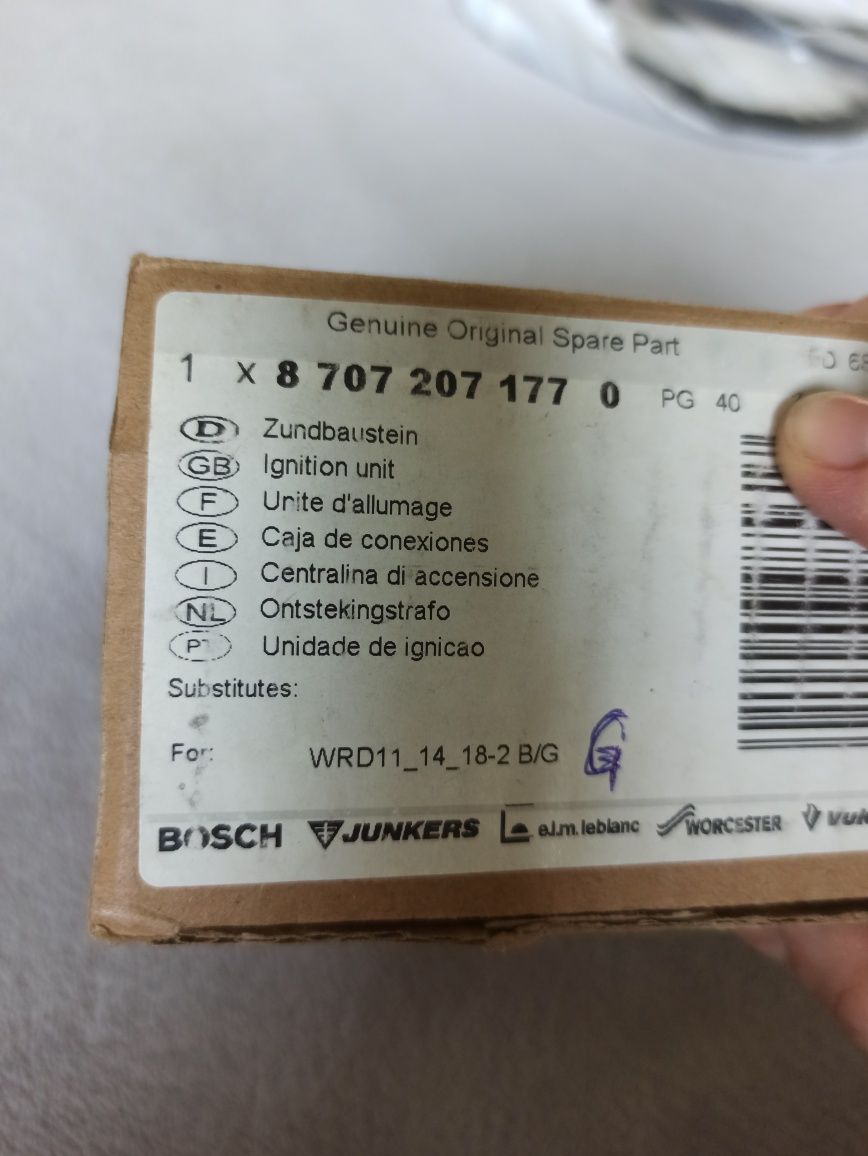 Genuine Original Spare Part
1 x 8 707 207 177 0 PG 40
D Zundbaustein
GB Ignition unit
F Unite d'allumage
E Caja de conexiones
I Centralina di accensione
NL Ontstekingstrafo
P Unidade de ignicao
Substitutes:
For: WRD11_14_18-2 B/G G
BOSCH JUNKERS e.l.m. leblanc WORCESTER